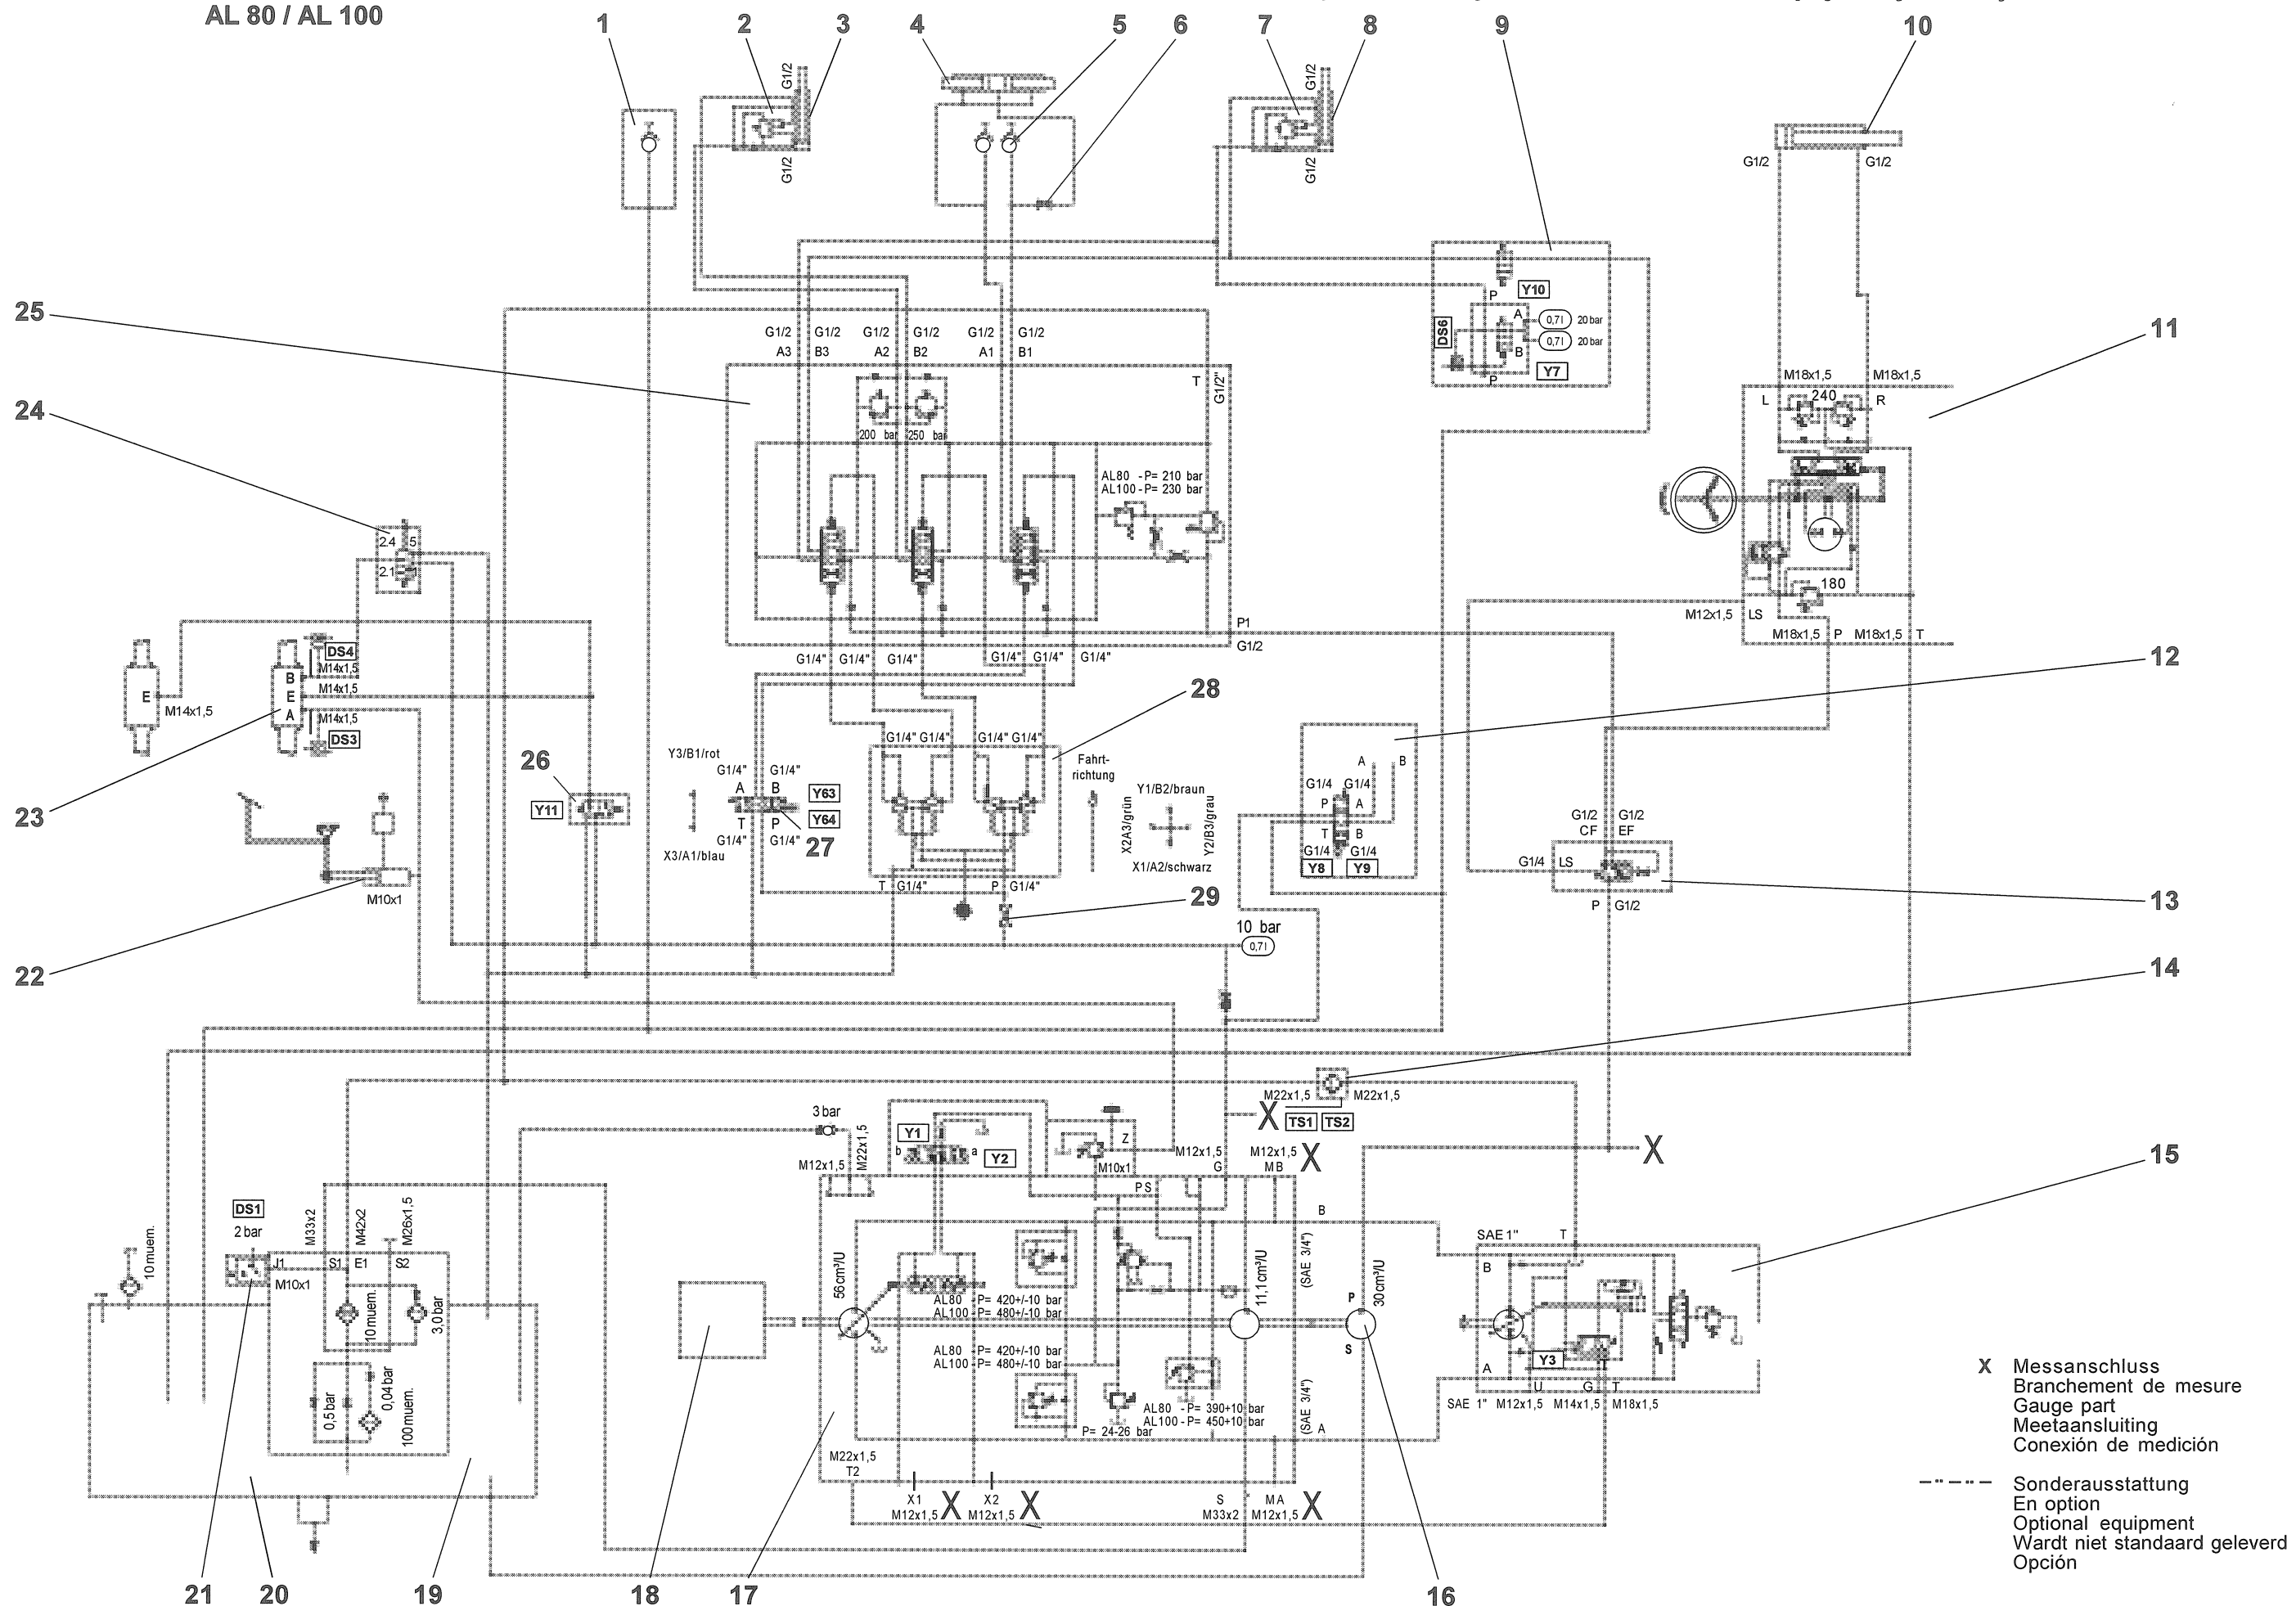 AL 80 / AL 100
1
2
3
4
5
6
7
8
9
10
G1/2
G1/2
G1/2
G1/2
G1/2
G1/2
25
24
23
22
11
12
13
14
15
P
Y10
DS6
A
0,7l
20 bar
0,7l
20 bar
B
P
Y7
G1/2
G1/2
G1/2
G1/2
G1/2
G1/2
A3
B3
A2
B2
A1
B1
T
G1/2"
200 bar
250 bar
AL80 - P= 210 bar
AL100 - P= 230 bar
P1
G1/2
M18x1,5
M18x1,5
L
240
R
180
M12x1,5
LS
M18x1,5
P
M18x1,5
T
2.4
5
2.1
1
DS4
M14x1,5
B
E
A
M14x1,5
M14x1,5
DS3
E
M14x1,5
M10x1
G1/4"
G1/4"
G1/4"
G1/4"
G1/4"
G1/4"
28
26
Y11
Y3/B1/rot
G1/4"
G1/4"
A
B
Y63
Y64
T
P
G1/4"
G1/4"
27
X3/A1/blau
G1/4"
G1/4"
G1/4"
G1/4"
T
G1/4"
P
G1/4"
29
Fahrt-
richtung
Y1/B2/braun
X2A3/grün
Y2/B3/grau
X1/A2/schwarz
A
B
G1/4
G1/4
P
A
T
B
G1/4
G1/4
Y8
Y9
G1/2
G1/2
CF
EF
G1/4
LS
P
G1/2
10 bar
0,7l
M22x1,5
M22x1,5
X
TS1
TS2
3 bar
M12x1,5
M22x1,5
Y1
b
a
Y2
Z
M10x1
M12x1,5
G
M12x1,5
MB
X
X
PS
B
DS1
2 bar
M33x2
M42x2
M26x1,5
10 muem.
J1
M10x1
S1
E1
S2
10 muem.
3,0 bar
0,5 bar
0,04 bar
100 muem.
56 cm³/U
AL80 - P= 420+/-10 bar
AL100 - P= 480+/-10 bar
AL80 - P= 420+/-10 bar
AL100 - P= 480+/-10 bar
11,1 cm³/U
(SAE 3/4")
P
30 cm³/U
S
AL80 - P= 390+10 bar
AL100 - P= 450+10 bar
P= 24-26 bar
(SAE 3/4")
A
M22x1,5
T2
X1
X
X2
X
M12x1,5
M12x1,5
S
MA
X
M33x2
M12x1,5
SAE 1"
T
B
Y3
A
U
G
T
SAE 1"
M12x1,5
M14x1,5
M18x1,5
21
20
19
18
17
16
X Messanschluss
Branchement de mesure
Gauge part
Meetaansluiting
Conexión de medición
Sonderausstattung
En option
Optional equipment
Wardt niet standaard geleverd
Opción